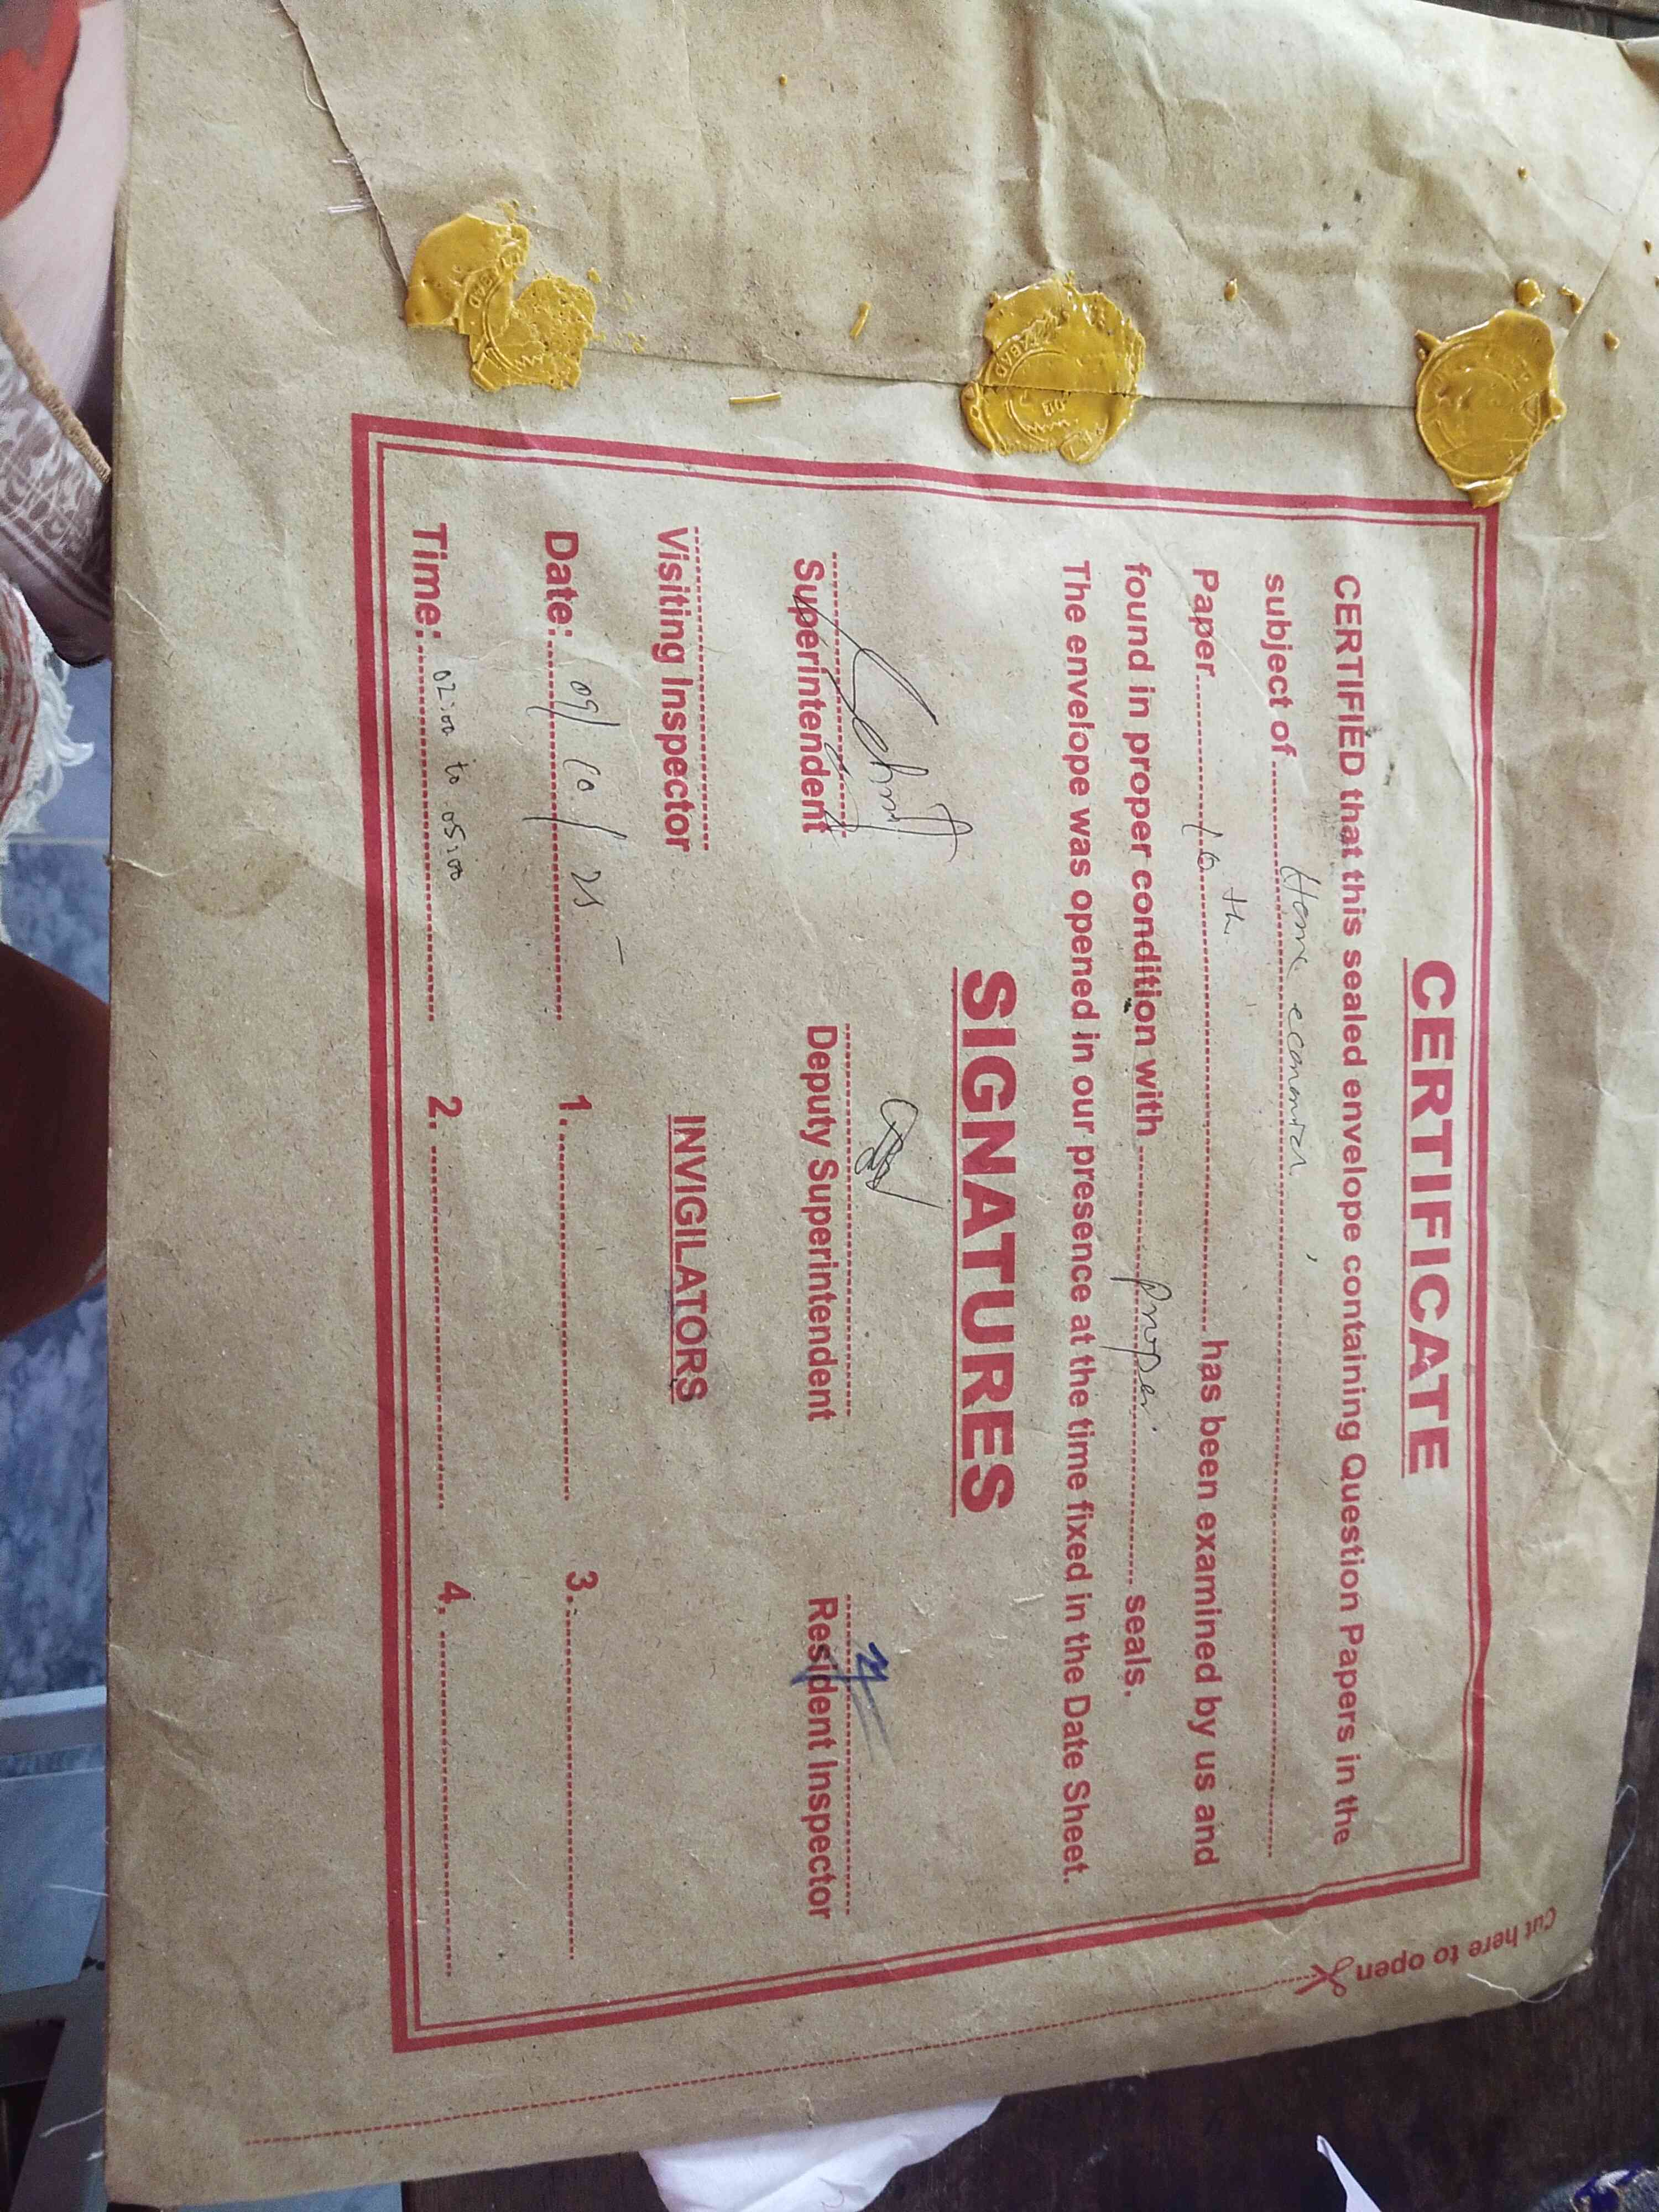 CERTIFICATE
CERTIFIED that this sealed envelope containing Question Papers in the
subject of Home economics
Paper 10 th. has been examined by us and
found in proper condition with proper seals.
The envelope was opened in our presence at the time fixed in the Date Sheet.
SIGNATURES
Superintendent Deputy Superintendent Resident Inspector
Visiting Inspector INVIGILATORS
Date: 09/10/25 1. 3.
Time: 02:00 to 05:00 2. 4.
Cut here to open